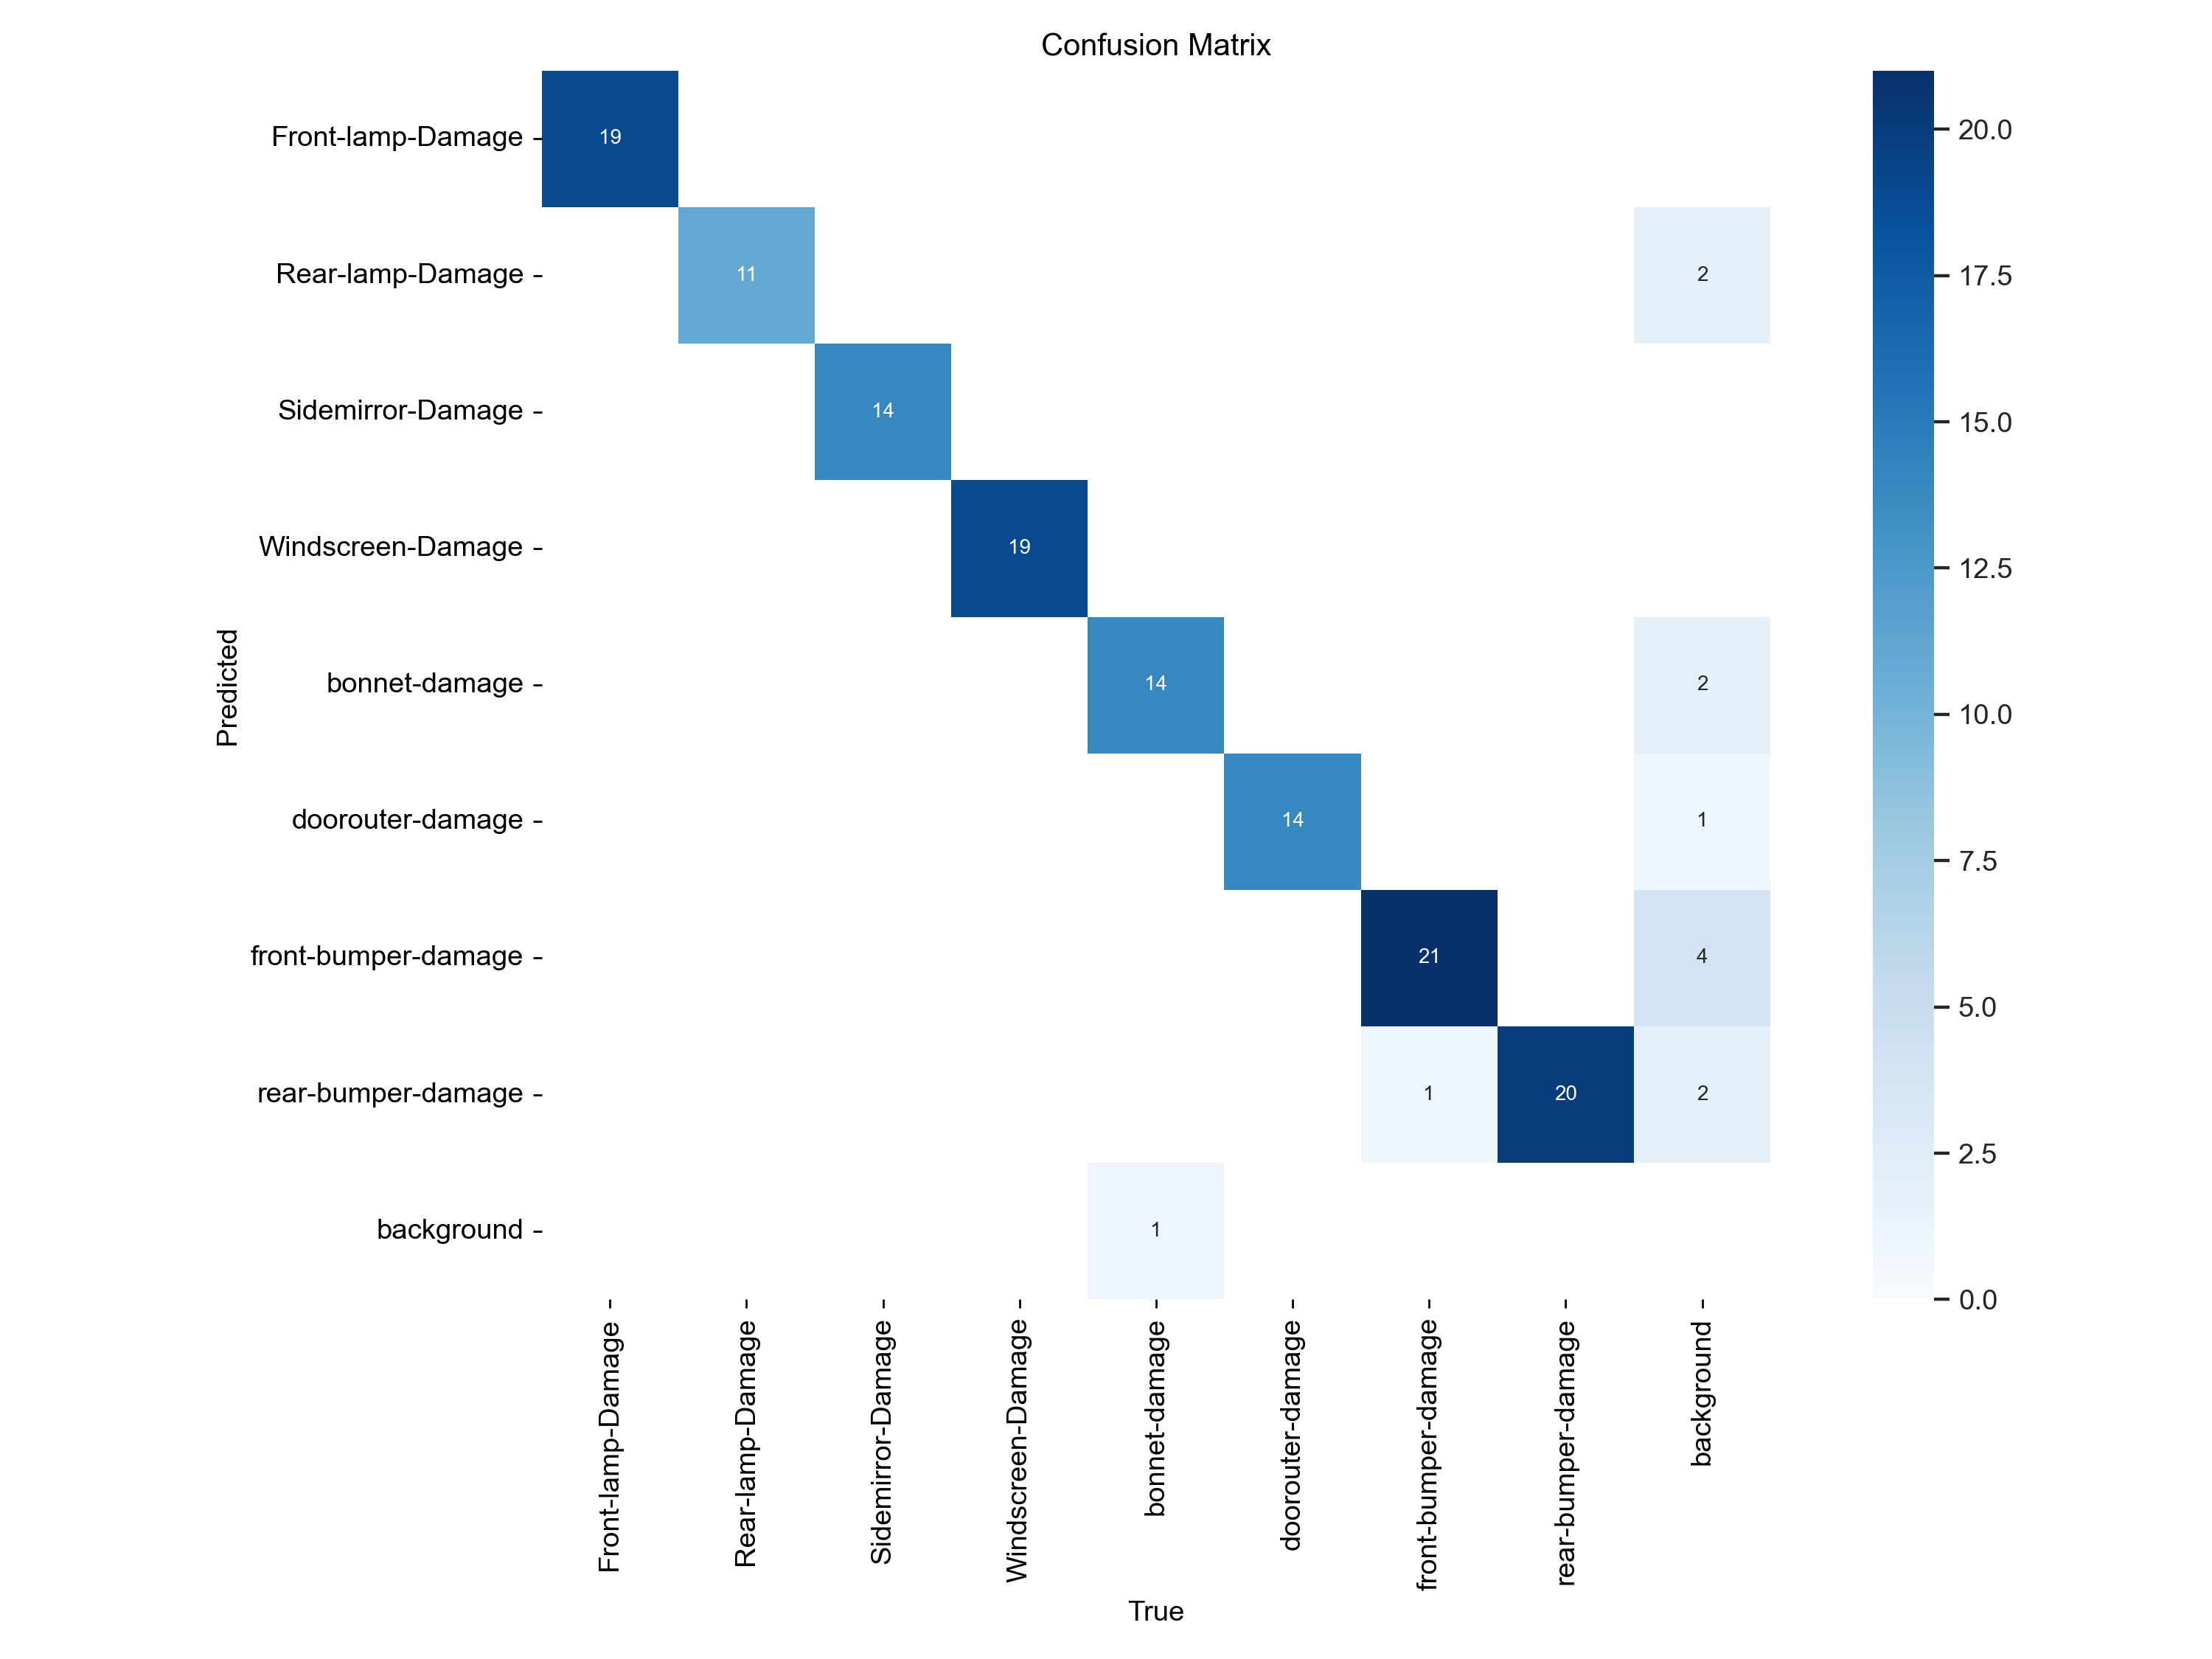 Confusion Matrix
Predicted
Front-lamp-Damage
19
Rear-lamp-Damage
11
2
Sidemirror-Damage
14
Windscreen-Damage
19
bonnet-damage
14
2
doorouter-damage
14
1
front-bumper-damage
21
4
rear-bumper-damage
1
20
2
background
1
Front-lamp-Damage
Rear-lamp-Damage
Sidemirror-Damage
Windscreen-Damage
bonnet-damage
doorouter-damage
front-bumper-damage
rear-bumper-damage
background
True
20.0
17.5
15.0
12.5
10.0
7.5
5.0
2.5
0.0